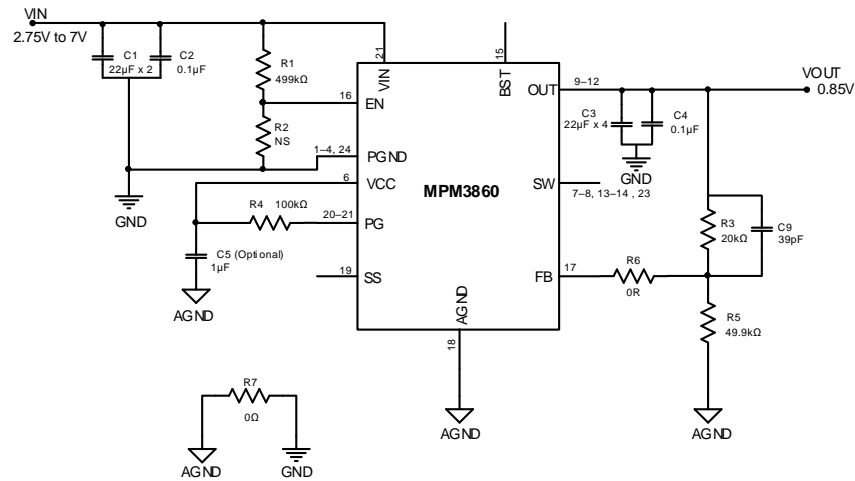 VIN
2.75V to 7V
C1
22µF x 2
C2
0.1µF
R1
499kΩ
R2
NS
GND
16
EN
1–4, 24
PGND
6
VCC
R4
100kΩ
20–21
PG
C5 (Optional)
1µF
AGND
19
SS
21
VIN
15
BST
MPM3860
9–12
OUT
SW
7–8, 13–14 , 23
17
FB
AGND
18
AGND
C3
22µF x 4
C4
0.1µF
GND
VOUT
0.85V
R3
20kΩ
C9
39pF
R6
0R
R5
49.9kΩ
AGND
R7
0Ω
AGND
GND